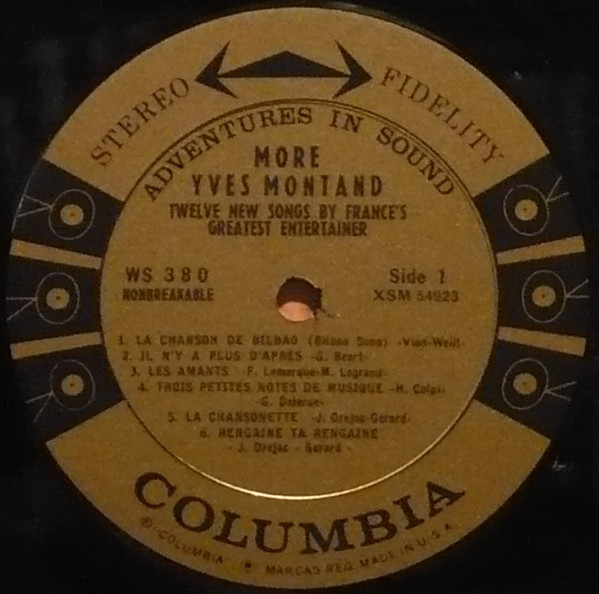 STEREO FIDELITY
ADVENTURES IN SOUND
MORE
YVES MONTAND
TWELVE NEW SONGS BY FRANCE'S
GREATEST ENTERTAINER
WS 380
NONBREAKABLE
Side 1
XSM 54923
1. LA CHANSON DE BILBAO (Bilbao Song) -Vian-Weill-
2. IL N'Y A PLUS D'APRES -G. Beart-
3. LES AMANTS -F. Lemarque-M. Legrand-
4. TROIS PETITES NOTES DE MUSIQUE -H. Colpi-
-G. Delerue-
5. LA CHANSONETTE -J. Drejac-Gerard-
6. RENGAINE TA RENGAINE
- J. Drejac - Gerard -
COLUMBIA
Ⓡ "COLUMBIA" Ⓡ MARCAS REG. MADE IN U.S.A.